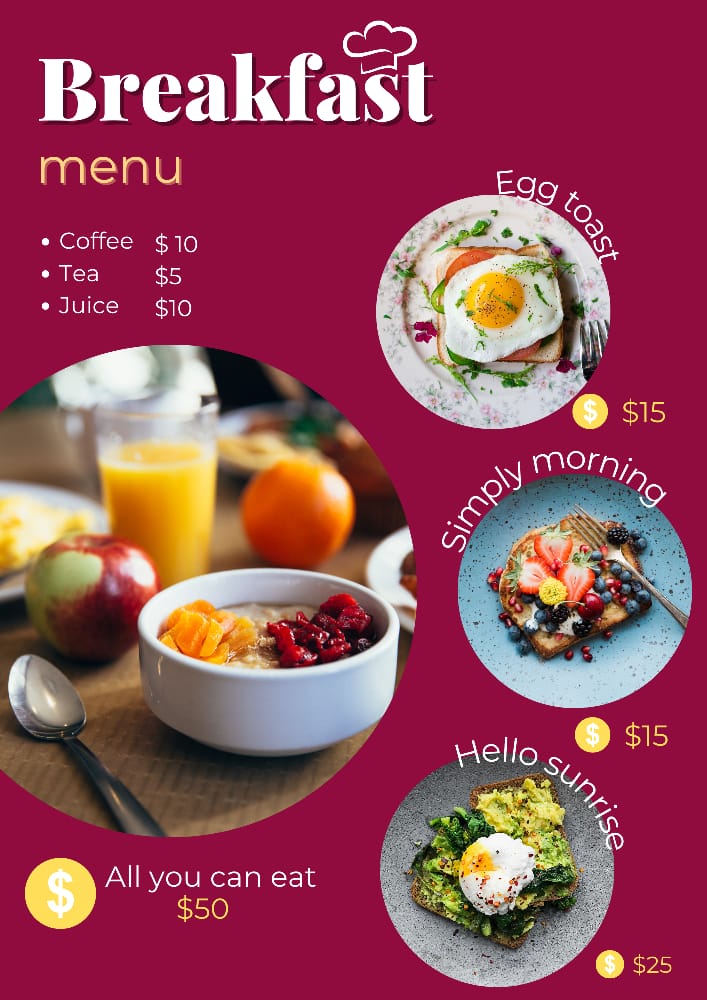 Breakfast
menu
• Coffee $ 10
• Tea $5
• Juice $10
Egg toast
$ $15
Simply morning
$ $15
Hello sunrise
$ $25
$ All you can eat
$50